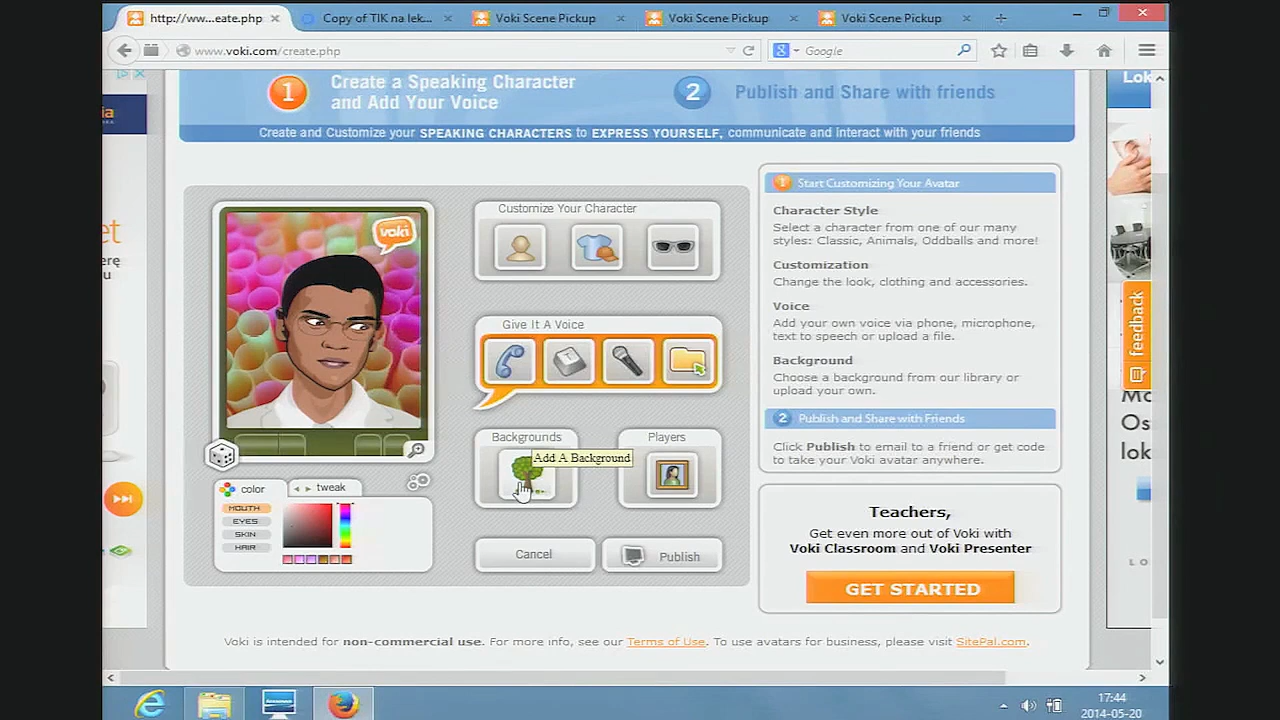 http://ww...eate.php
Copy of TIK na lek...
Voki Scene Pickup
Voki Scene Pickup
Voki Scene Pickup
www.voki.com/create.php
Google
1
Create a Speaking Character
and Add Your Voice
2
Publish and Share with friends
Create and Customize your SPEAKING CHARACTERS to EXPRESS YOURSELF, communicate and interact with your friends
voki
Customize Your Character
Give It A Voice
Backgrounds
Add A Background
Players
color
tweak
MOUTH
EYES
SKIN
HAIR
Cancel
Publish
1 Start Customizing Your Avatar
Character Style
Select a character from one of our many
styles: Classic, Animals, Oddballs and more!
Customization
Change the look, clothing and accessories.
Voice
Add your own voice via phone, microphone,
text to speech or upload a file.
Background
Choose a background from our library or
upload your own.
2 Publish and Share with Friends
Click Publish to email to a friend or get code
to take your Voki avatar anywhere.
Teachers,
Get even more out of Voki with
Voki Classroom and Voki Presenter
GET STARTED
feedback
Voki is intended for non-commercial use. For more info, see our Terms of Use. To use avatars for business, please visit SitePal.com.
17:44
2014-05-20